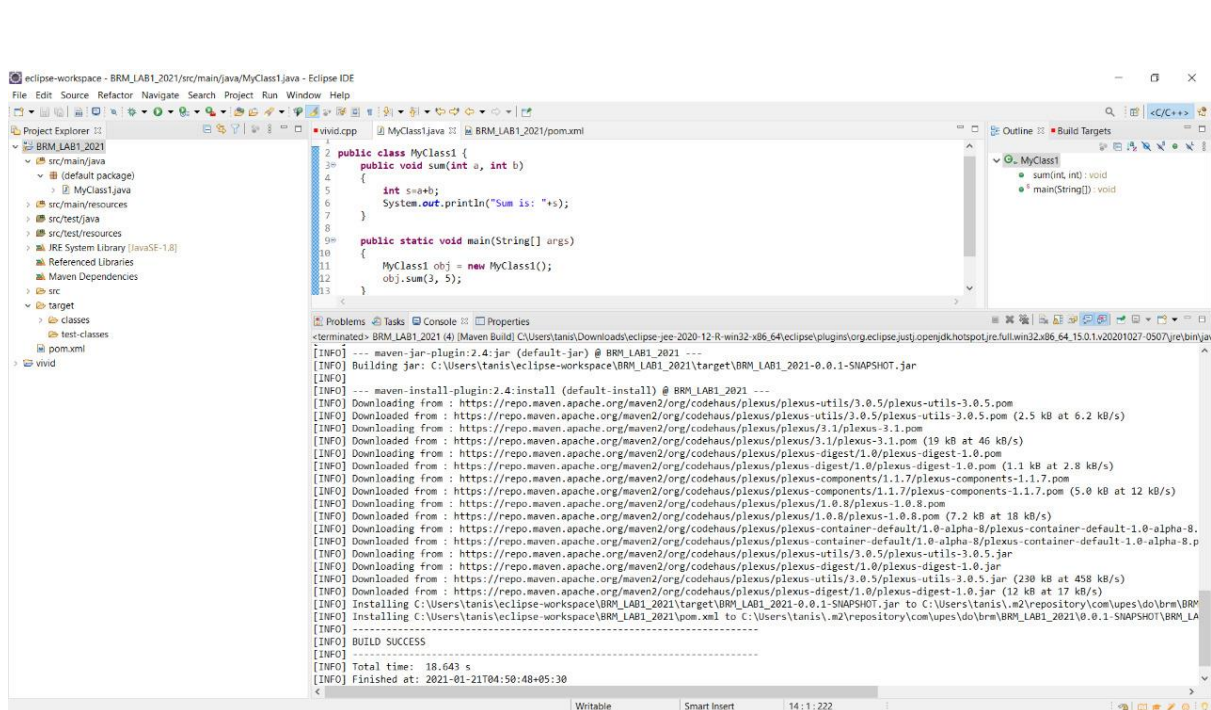 eclipse-workspace - BRM_LAB1_2021/src/main/java/MyClass1.java - Eclipse IDE
File Edit Source Refactor Navigate Search Project Run Window Help
<C/C++>
Project Explorer
BRM_LAB1_2021
src/main/java
(default package)
MyClass1.java
src/main/resources
src/test/java
src/test/resources
JRE System Library [JavaSE-1.8]
Referenced Libraries
Maven Dependencies
src
target
classes
test-classes
pom.xml
vivid
vivid.cpp MyClass1.java BRM_LAB1_2021/pom.xml
1
2 public class MyClass1 {
3 public void sum(int a, int b)
4 {
5 int s=a+b;
6 System.out.println("Sum is: "+s);
7 }
8
9 public static void main(String[] args)
10 {
11 MyClass1 obj = new MyClass1();
12 obj.sum(3, 5);
13 }
Outline Build Targets
MyClass1
sum(int, int) : void
main(String[]) : void
Problems Tasks Console Properties
<terminated> BRM_LAB1_2021 (4) [Maven Build] C:\Users\tanis\Downloads\eclipse-jee-2020-12-R-win32-x86_64\eclipse\plugins\org.eclipse.justj.openjdk.hotspot.jre.full.win32.x86_64_15.0.1.v20201027-0507\jre\bin\jav
[INFO] --- maven-jar-plugin:2.4:jar (default-jar) @ BRM_LAB1_2021 ---
[INFO] Building jar: C:\Users\tanis\eclipse-workspace\BRM_LAB1_2021\target\BRM_LAB1_2021-0.0.1-SNAPSHOT.jar
[INFO]
[INFO] --- maven-install-plugin:2.4:install (default-install) @ BRM_LAB1_2021 ---
[INFO] Downloading from : https://repo.maven.apache.org/maven2/org/codehaus/plexus/plexus-utils/3.0.5/plexus-utils-3.0.5.pom
[INFO] Downloaded from : https://repo.maven.apache.org/maven2/org/codehaus/plexus/plexus-utils/3.0.5/plexus-utils-3.0.5.pom (2.5 kB at 6.2 kB/s)
[INFO] Downloading from : https://repo.maven.apache.org/maven2/org/codehaus/plexus/plexus/3.1/plexus-3.1.pom
[INFO] Downloaded from : https://repo.maven.apache.org/maven2/org/codehaus/plexus/plexus/3.1/plexus-3.1.pom (19 kB at 46 kB/s)
[INFO] Downloading from : https://repo.maven.apache.org/maven2/org/codehaus/plexus/plexus-digest/1.0/plexus-digest-1.0.pom
[INFO] Downloaded from : https://repo.maven.apache.org/maven2/org/codehaus/plexus/plexus-digest/1.0/plexus-digest-1.0.pom (1.1 kB at 2.8 kB/s)
[INFO] Downloading from : https://repo.maven.apache.org/maven2/org/codehaus/plexus/plexus-components/1.1.7/plexus-components-1.1.7.pom
[INFO] Downloaded from : https://repo.maven.apache.org/maven2/org/codehaus/plexus/plexus-components/1.1.7/plexus-components-1.1.7.pom (5.0 kB at 12 kB/s)
[INFO] Downloading from : https://repo.maven.apache.org/maven2/org/codehaus/plexus/plexus/1.0.8/plexus-1.0.8.pom
[INFO] Downloaded from : https://repo.maven.apache.org/maven2/org/codehaus/plexus/plexus/1.0.8/plexus-1.0.8.pom (7.2 kB at 18 kB/s)
[INFO] Downloading from : https://repo.maven.apache.org/maven2/org/codehaus/plexus/plexus-container-default/1.0-alpha-8/plexus-container-default-1.0-alpha-8.
[INFO] Downloaded from : https://repo.maven.apache.org/maven2/org/codehaus/plexus/plexus-container-default/1.0-alpha-8/plexus-container-default-1.0-alpha-8.p
[INFO] Downloading from : https://repo.maven.apache.org/maven2/org/codehaus/plexus/plexus-utils/3.0.5/plexus-utils-3.0.5.jar
[INFO] Downloading from : https://repo.maven.apache.org/maven2/org/codehaus/plexus/plexus-digest/1.0/plexus-digest-1.0.jar
[INFO] Downloaded from : https://repo.maven.apache.org/maven2/org/codehaus/plexus/plexus-utils/3.0.5/plexus-utils-3.0.5.jar (230 kB at 458 kB/s)
[INFO] Downloaded from : https://repo.maven.apache.org/maven2/org/codehaus/plexus/plexus-digest/1.0/plexus-digest-1.0.jar (12 kB at 17 kB/s)
[INFO] Installing C:\Users\tanis\eclipse-workspace\BRM_LAB1_2021\target\BRM_LAB1_2021-0.0.1-SNAPSHOT.jar to C:\Users\tanis\.m2\repository\com\upes\do\brm\BRM
[INFO] Installing C:\Users\tanis\eclipse-workspace\BRM_LAB1_2021\pom.xml to C:\Users\tanis\.m2\repository\com\upes\do\brm\BRM_LAB1_2021\0.0.1-SNAPSHOT\BRM_LA
[INFO] ------------------------------------------------------------------------
[INFO] BUILD SUCCESS
[INFO] ------------------------------------------------------------------------
[INFO] Total time: 18.643 s
[INFO] Finished at: 2021-01-21T04:50:48+05:30
Writable Smart Insert 14 : 1 : 222